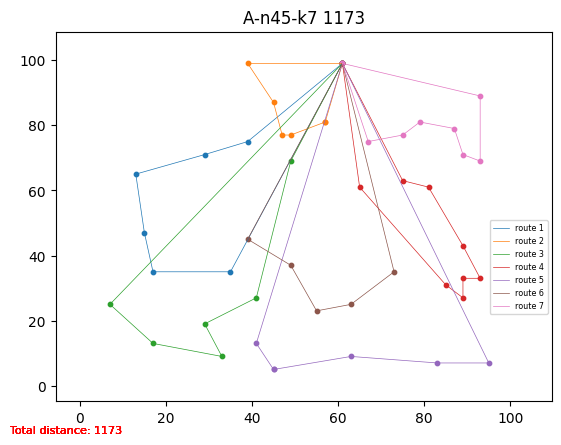 A-n45-k7 1173
100
80
60
40
20
0
0 20 40 60 80 100
route 1
route 2
route 3
route 4
route 5
route 6
route 7
Total distance: 1173